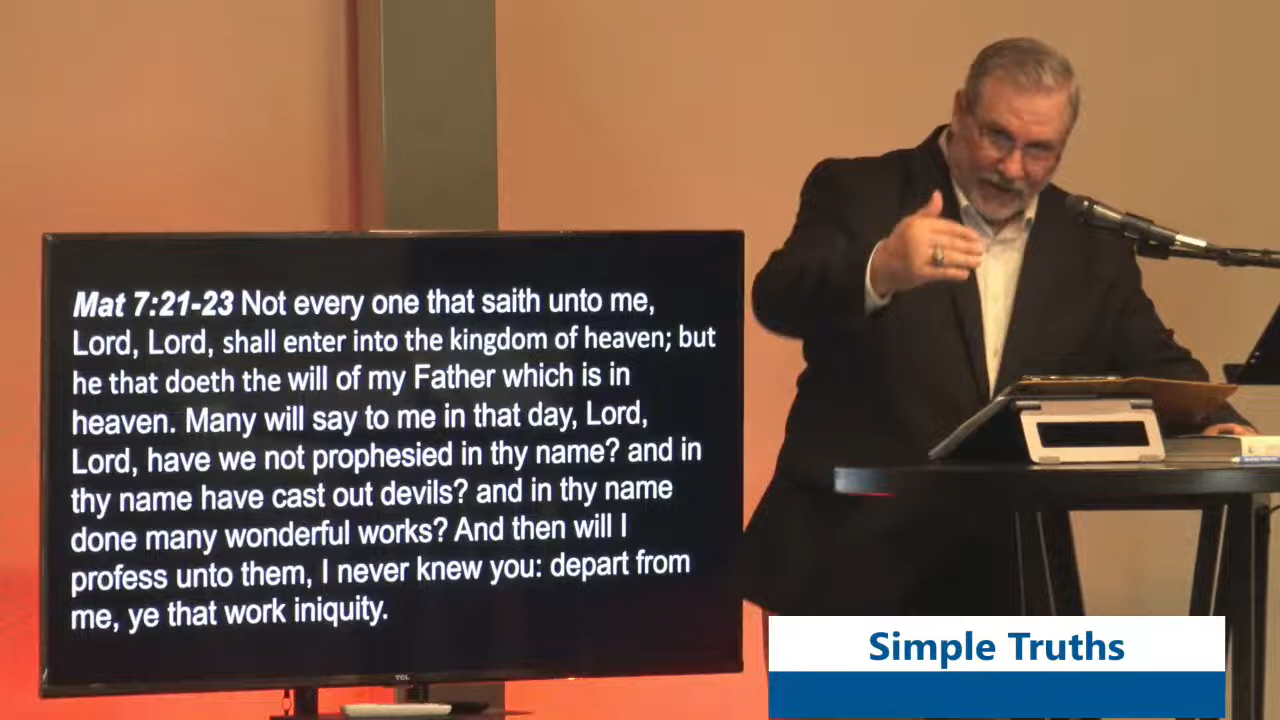 Mat 7:21-23 Not every one that saith unto me,
Lord, Lord, shall enter into the kingdom of heaven; but
he that doeth the will of my Father which is in
heaven. Many will say to me in that day, Lord,
Lord, have we not prophesied in thy name? and in
thy name have cast out devils? and in thy name
done many wonderful works? And then will I
profess unto them, I never knew you: depart from
me, ye that work iniquity.
TCL
Simple Truths